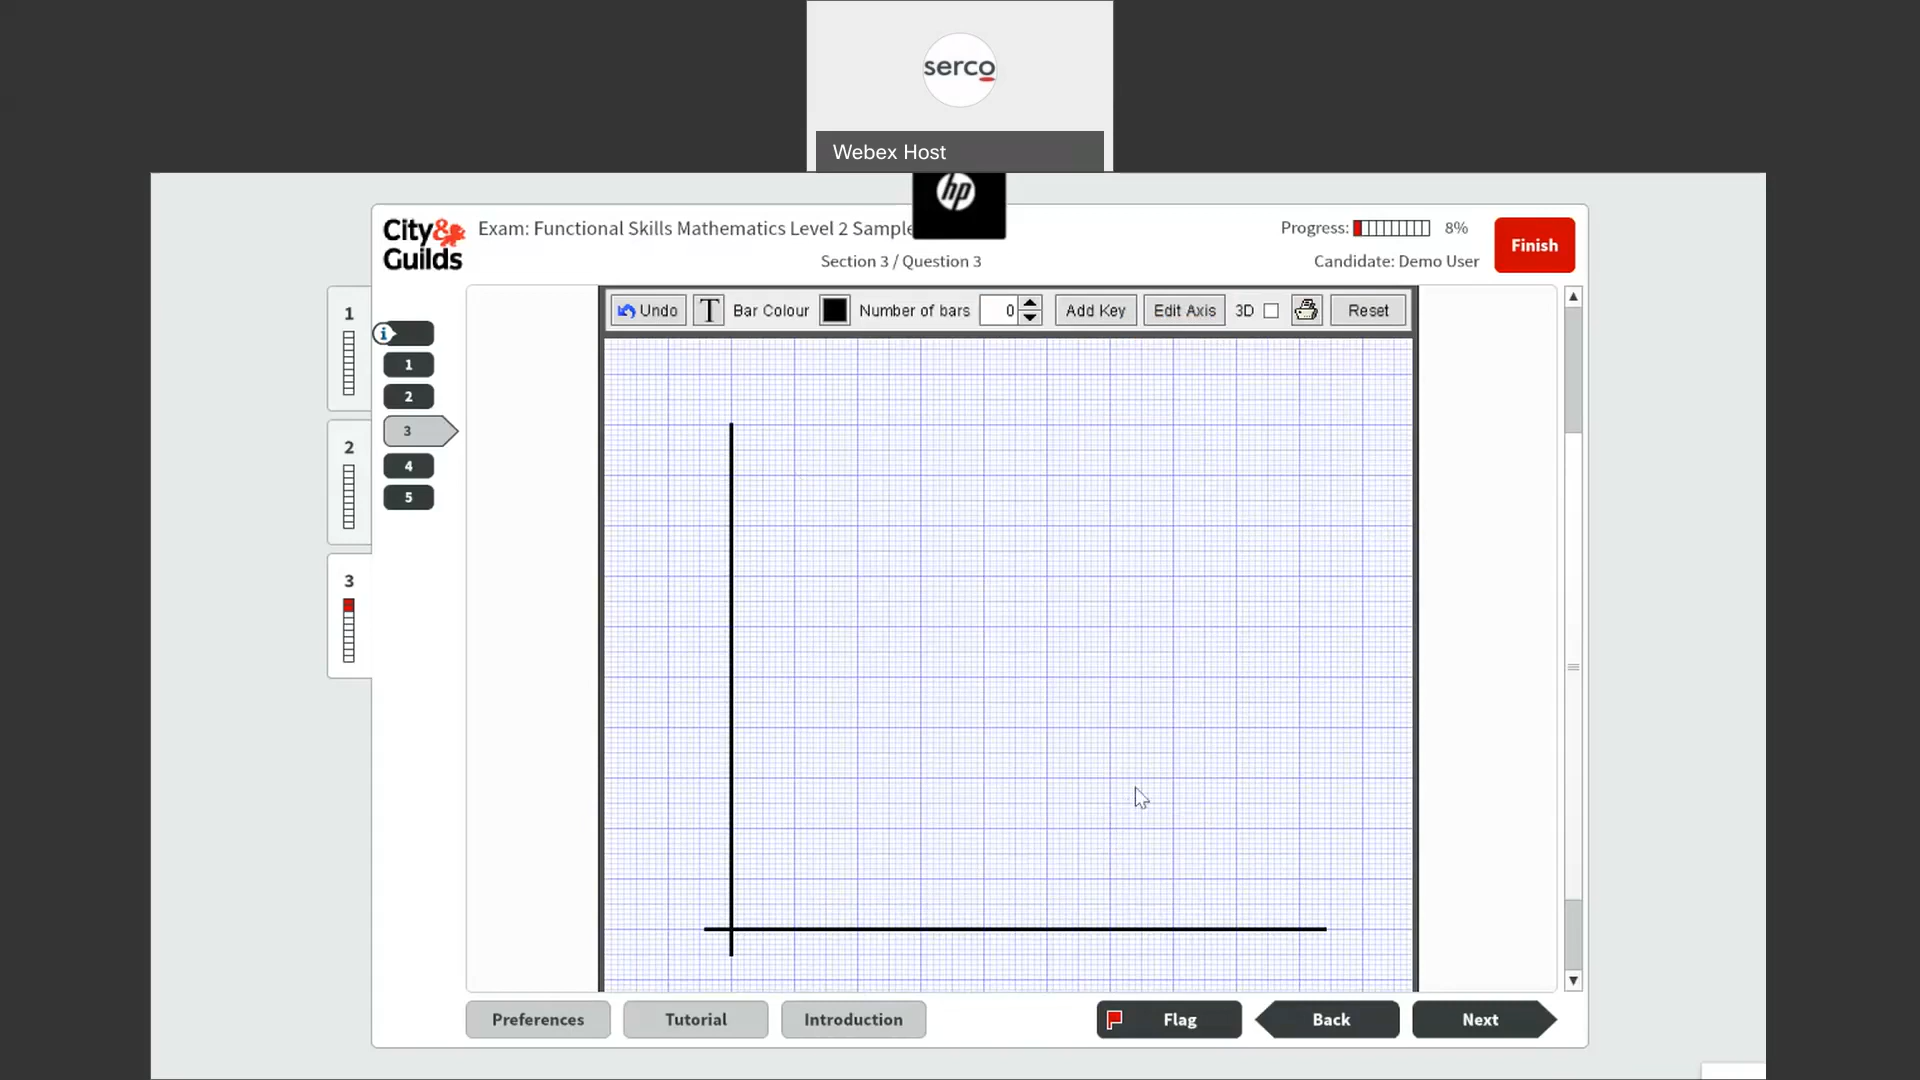 serco
Webex Host
hp
City & Guilds
Exam: Functional Skills Mathematics Level 2 Sample
Section 3 / Question 3
Progress: 8%
Candidate: Demo User
Finish
Undo T Bar Colour Number of bars 0 Add Key Edit Axis 3D Reset
1
2
3
i
1
2
3
4
5
Preferences Tutorial Introduction Flag Back Next